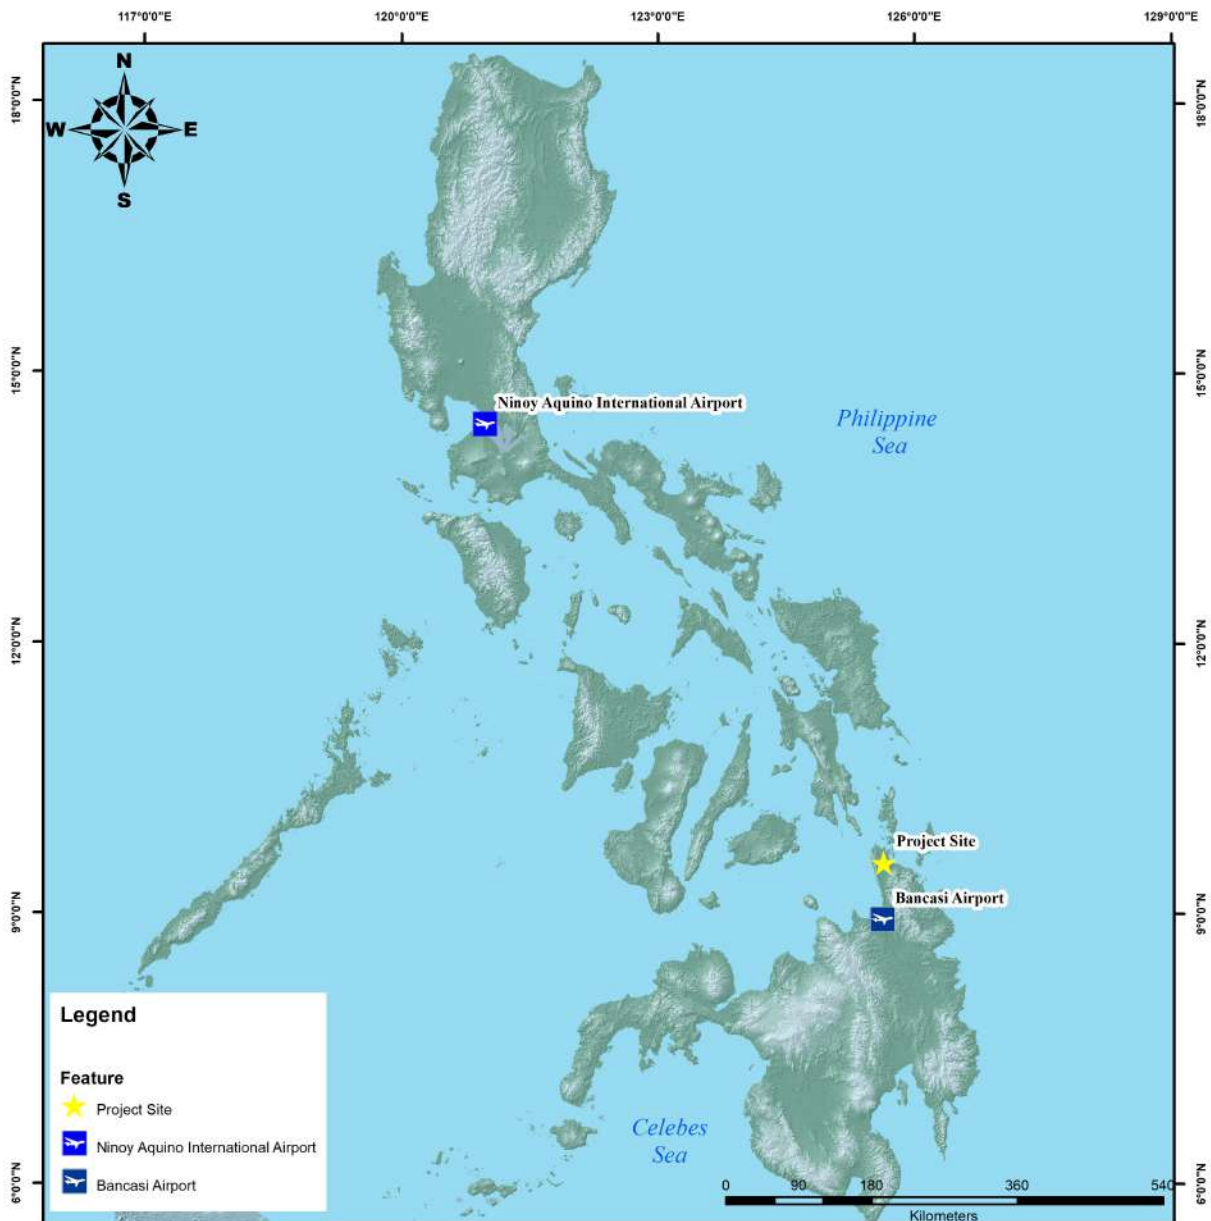 117°0'0"E 120°0'0"E 123°0'0"E 126°0'0"E 129°0'0"E
N
W E
S
18°0'0"N
18°0'0"N
15°0'0"N
15°0'0"N
Ninoy Aquino International Airport
Philippine
Sea
12°0'0"N
12°0'0"N
Project Site
Bancasi Airport
9°0'0"N
9°0'0"N
Legend
Feature
Project Site
Ninoy Aquino International Airport
Bancasi Airport
Celebes
Sea
6°0'0"N
6°0'0"N
0 90 180 360 540
Kilometers